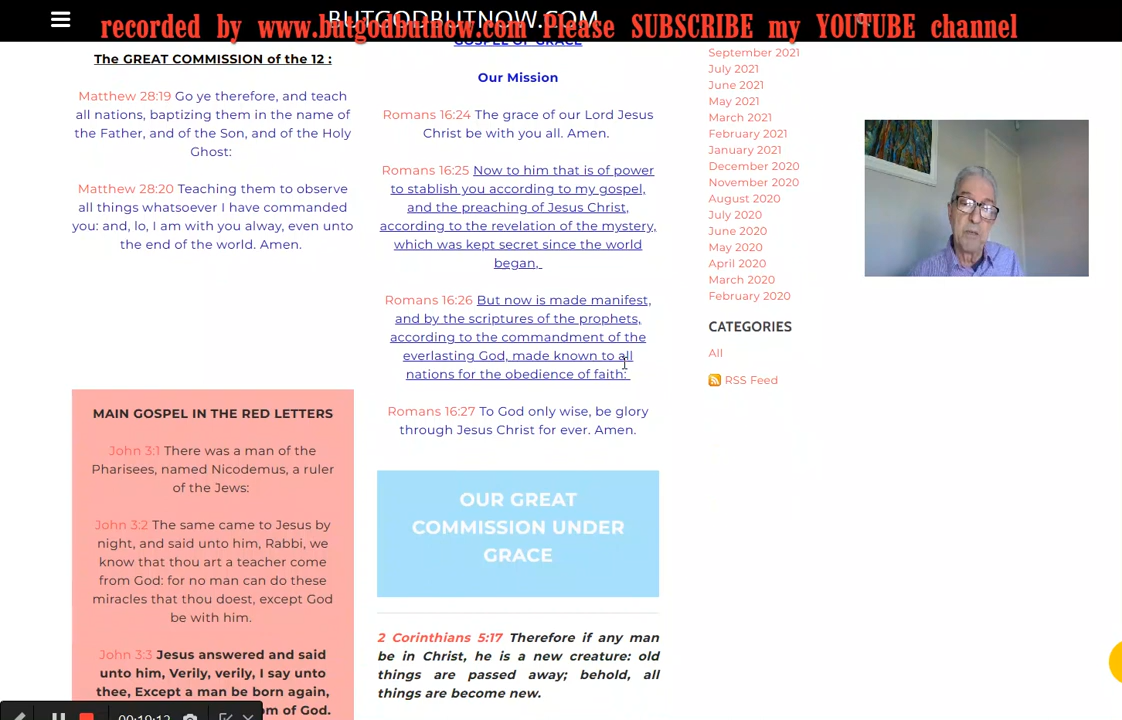 BUTGODBUTNOW.COM
recorded by www.butgodbutnow.com Please SUBSCRIBE my YOUTUBE channel
The GREAT COMMISSION of the 12 :
Matthew 28:19 Go ye therefore, and teach
all nations, baptizing them in the name of
the Father, and of the Son, and of the Holy
Ghost:
Matthew 28:20 Teaching them to observe
all things whatsoever I have commanded
you: and, lo, I am with you alway, even unto
the end of the world. Amen.
MAIN GOSPEL IN THE RED LETTERS
John 3:1 There was a man of the
Pharisees, named Nicodemus, a ruler
of the Jews:
John 3:2 The same came to Jesus by
night, and said unto him, Rabbi, we
know that thou art a teacher come
from God: for no man can do these
miracles that thou doest, except God
be with him.
John 3:3 Jesus answered and said
unto him, Verily, verily, I say unto
thee, Except a man be born again,
om of God.
GOSPEL OF GRACE
Our Mission
Romans 16:24 The grace of our Lord Jesus
Christ be with you all. Amen.
Romans 16:25 Now to him that is of power
to stablish you according to my gospel,
and the preaching of Jesus Christ,
according to the revelation of the mystery,
which was kept secret since the world
began,
Romans 16:26 But now is made manifest,
and by the scriptures of the prophets,
according to the commandment of the
everlasting God, made known to all
nations for the obedience of faith:
Romans 16:27 To God only wise, be glory
through Jesus Christ for ever. Amen.
OUR GREAT
COMMISSION UNDER
GRACE
2 Corinthians 5:17 Therefore if any man
be in Christ, he is a new creature: old
things are passed away; behold, all
things are become new.
September 2021
July 2021
June 2021
May 2021
March 2021
February 2021
January 2021
December 2020
November 2020
August 2020
July 2020
June 2020
May 2020
April 2020
March 2020
February 2020
CATEGORIES
All
RSS Feed